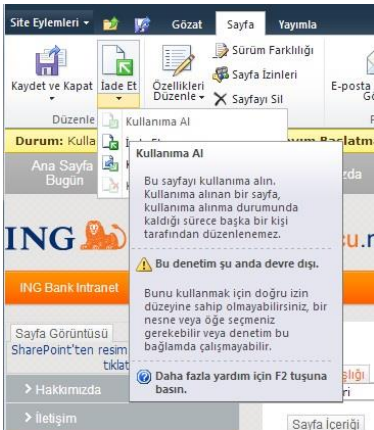 Site Eylemleri
Gözat
Sayfa
Yayımla
Kaydet ve Kapat
İade Et
Özellikleri Düzenle
Sürüm Farklılığı
Sayfa İzinleri
Sayfayı Sil
E-posta
Düzenle
Durum: Kulla
Başlatma
Kullanıma Al
Ana Sayfa
Bugün
ING
ING Bank Intranet
Sayfa Görüntüsü
SharePoint'ten resim
tıklat
> Hakkımızda
> İletişim
Kullanıma Al
Bu sayfayı kullanıma alın.
Kullanıma alınan bir sayfa,
kullanıma alınma durumunda
kaldığı sürece başka bir kişi
tarafından düzenlenemez.
Bu denetim şu anda devre dışı.
Bunu kullanmak için doğru izin
düzeyine sahip olmayabilirsiniz, bir
nesne veya öğe seçmeniz
gerekebilir veya denetim bu
bağlamda çalışmayabilir.
Daha fazla yardım için F2 tuşuna
basın.
Sayfa İçeriği